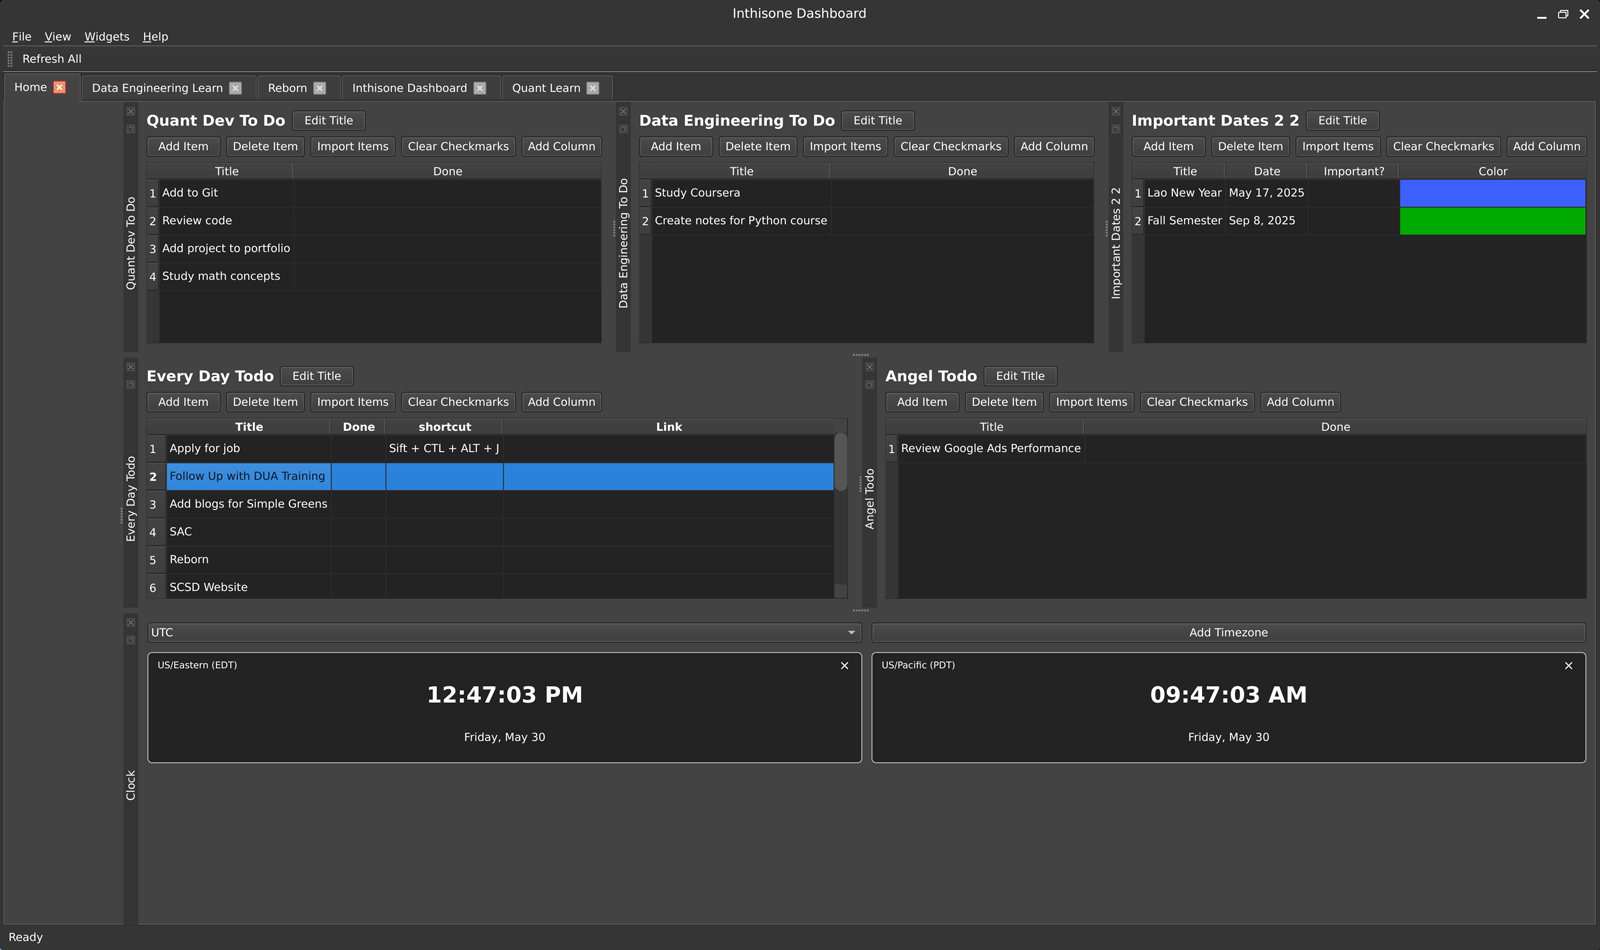 Inthisone Dashboard
File View Widgets Help
Refresh All
Home Data Engineering Learn Reborn Inthisone Dashboard Quant Learn
Quant Dev To Do
Quant Dev To Do Edit Title
Add Item Delete Item Import Items Clear Checkmarks Add Column
Title Done
1 Add to Git
2 Review code
3 Add project to portfolio
4 Study math concepts
Data Engineering To Do
Data Engineering To Do Edit Title
Add Item Delete Item Import Items Clear Checkmarks Add Column
Title Done
1 Study Coursera
2 Create notes for Python course
Important Dates 2 2
Important Dates 2 2 Edit Title
Add Item Delete Item Import Items Clear Checkmarks Add Column
Title Date Important? Color
1 Lao New Year May 17, 2025
2 Fall Semester Sep 8, 2025
Every Day Todo
Every Day Todo Edit Title
Add Item Delete Item Import Items Clear Checkmarks Add Column
Title Done shortcut Link
1 Apply for job Sift + CTL + ALT + J
2 Follow Up with DUA Training
3 Add blogs for Simple Greens
4 SAC
5 Reborn
6 SCSD Website
Angel Todo
Angel Todo Edit Title
Add Item Delete Item Import Items Clear Checkmarks Add Column
Title Done
1 Review Google Ads Performance
Clock
UTC Add Timezone
US/Eastern (EDT)
12:47:03 PM
Friday, May 30
US/Pacific (PDT)
09:47:03 AM
Friday, May 30
Ready